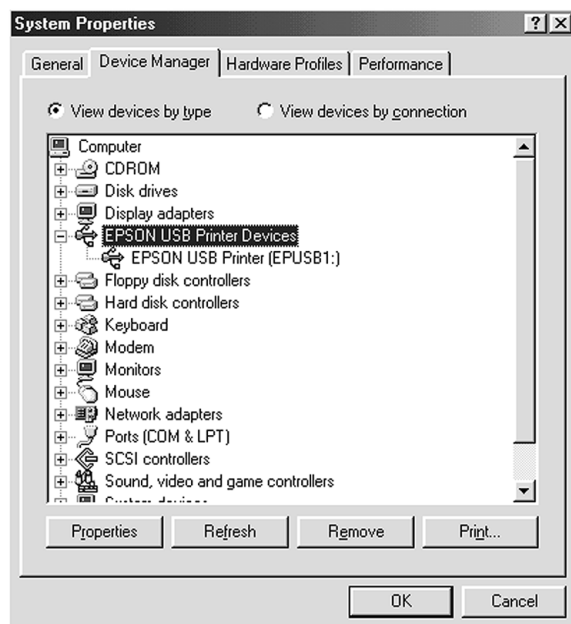 System Properties
General Device Manager Hardware Profiles Performance
View devices by type View devices by connection
Computer
CDROM
Disk drives
Display adapters
EPSON USB Printer Devices
EPSON USB Printer (EPUSB1:)
Floppy disk controllers
Hard disk controllers
Keyboard
Modem
Monitors
Mouse
Network adapters
Ports (COM & LPT)
SCSI controllers
Sound, video and game controllers
Properties Refresh Remove Print...
OK Cancel